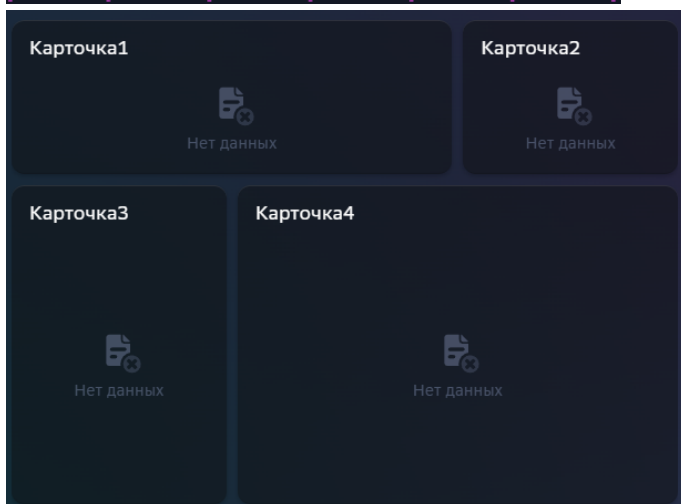 Карточка1
Нет данных
Карточка2
Нет данных
Карточка3
Нет данных
Карточка4
Нет данных